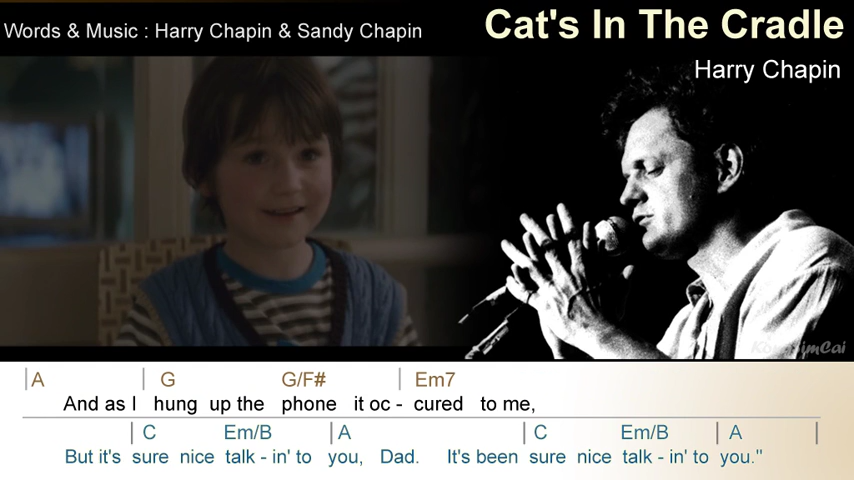 Cat's In The Cradle
Words & Music : Harry Chapin & Sandy Chapin
Harry Chapin
| A | G G/F# | Em7
And as I hung up the phone it oc - cured to me,
| C Em/B | A | C Em/B | A |
But it's sure nice talk - in' to you, Dad. It's been sure nice talk - in' to you."